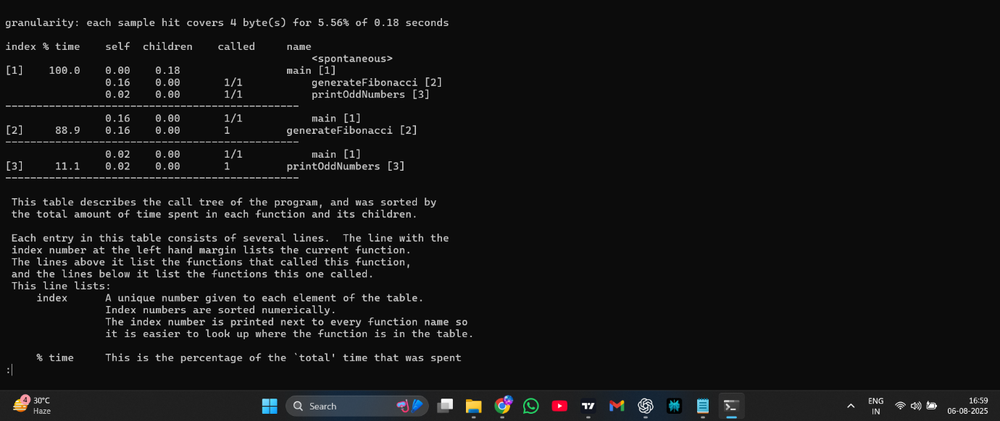 granularity: each sample hit covers 4 byte(s) for 5.56% of 0.18 seconds
index % time    self  children    called     name
                                                 <spontaneous>
[1]    100.0    0.00    0.18                 main [1]
                0.16    0.00       1/1           generateFibonacci [2]
                0.02    0.00       1/1           printOddNumbers [3]
-----------------------------------------------
                0.16    0.00       1/1           main [1]
[2]     88.9    0.16    0.00       1         generateFibonacci [2]
-----------------------------------------------
                0.02    0.00       1/1           main [1]
[3]     11.1    0.02    0.00       1         printOddNumbers [3]
-----------------------------------------------
This table describes the call tree of the program, and was sorted by
the total amount of time spent in each function and its children.
Each entry in this table consists of several lines.  The line with the
index number at the left hand margin lists the current function.
The lines above it list the functions that called this function,
and the lines below it list the functions this one called.
This line lists:
index      A unique number given to each element of the table.
Index numbers are sorted numerically.
The index number is printed next to every function name so
it is easier to look up where the function is in the table.
% time     This is the percentage of the `total' time that was spent
:
4
30°C
Haze
Search
ENG
IN
16:59
06-08-2025